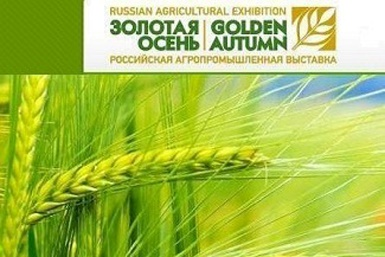 RUSSIAN AGRICULTURAL EXHIBITION
ЗОЛОТАЯ GOLDEN
ОСЕНЬ AUTUMN
РОССИЙСКАЯ АГРОПРОМЫШЛЕННАЯ ВЫСТАВКА